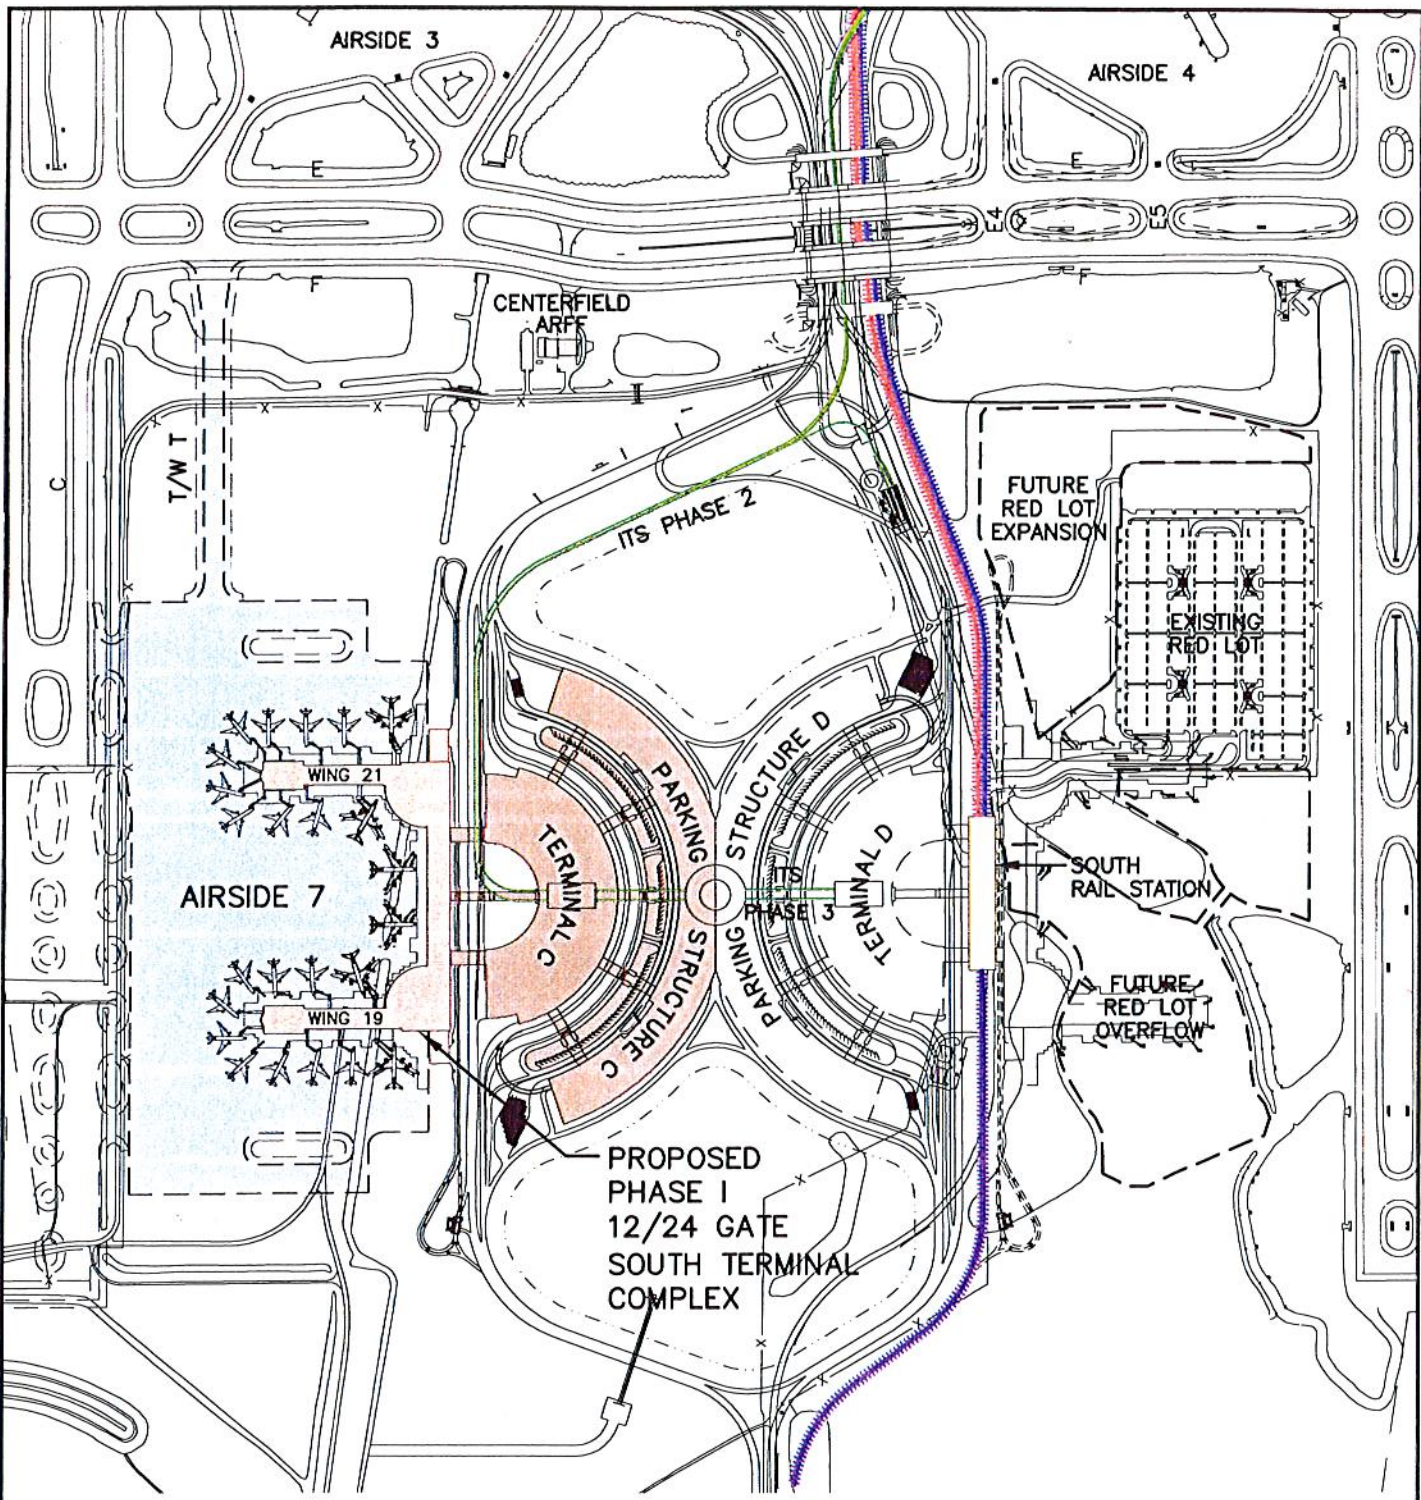 AIRSIDE 3
AIRSIDE 4
E
E
E4
E5
F
F
CENTERFIELD
ARFF
C
T/W T
X
X
X
X
X
ITS PHASE 2
FUTURE
RED LOT
EXPANSION
EXISTING
RED LOT
X
X
X
X
X
WING 21
AIRSIDE 7
WING 19
TERMINAL C
PARKING STRUCTURE C
PARKING STRUCTURE D
TERMINAL D
ITS
PHASE 3
SOUTH
RAIL STATION
FUTURE
RED LOT
OVERFLOW
PROPOSED
PHASE I
12/24 GATE
SOUTH TERMINAL
COMPLEX
X
X
X
X
X